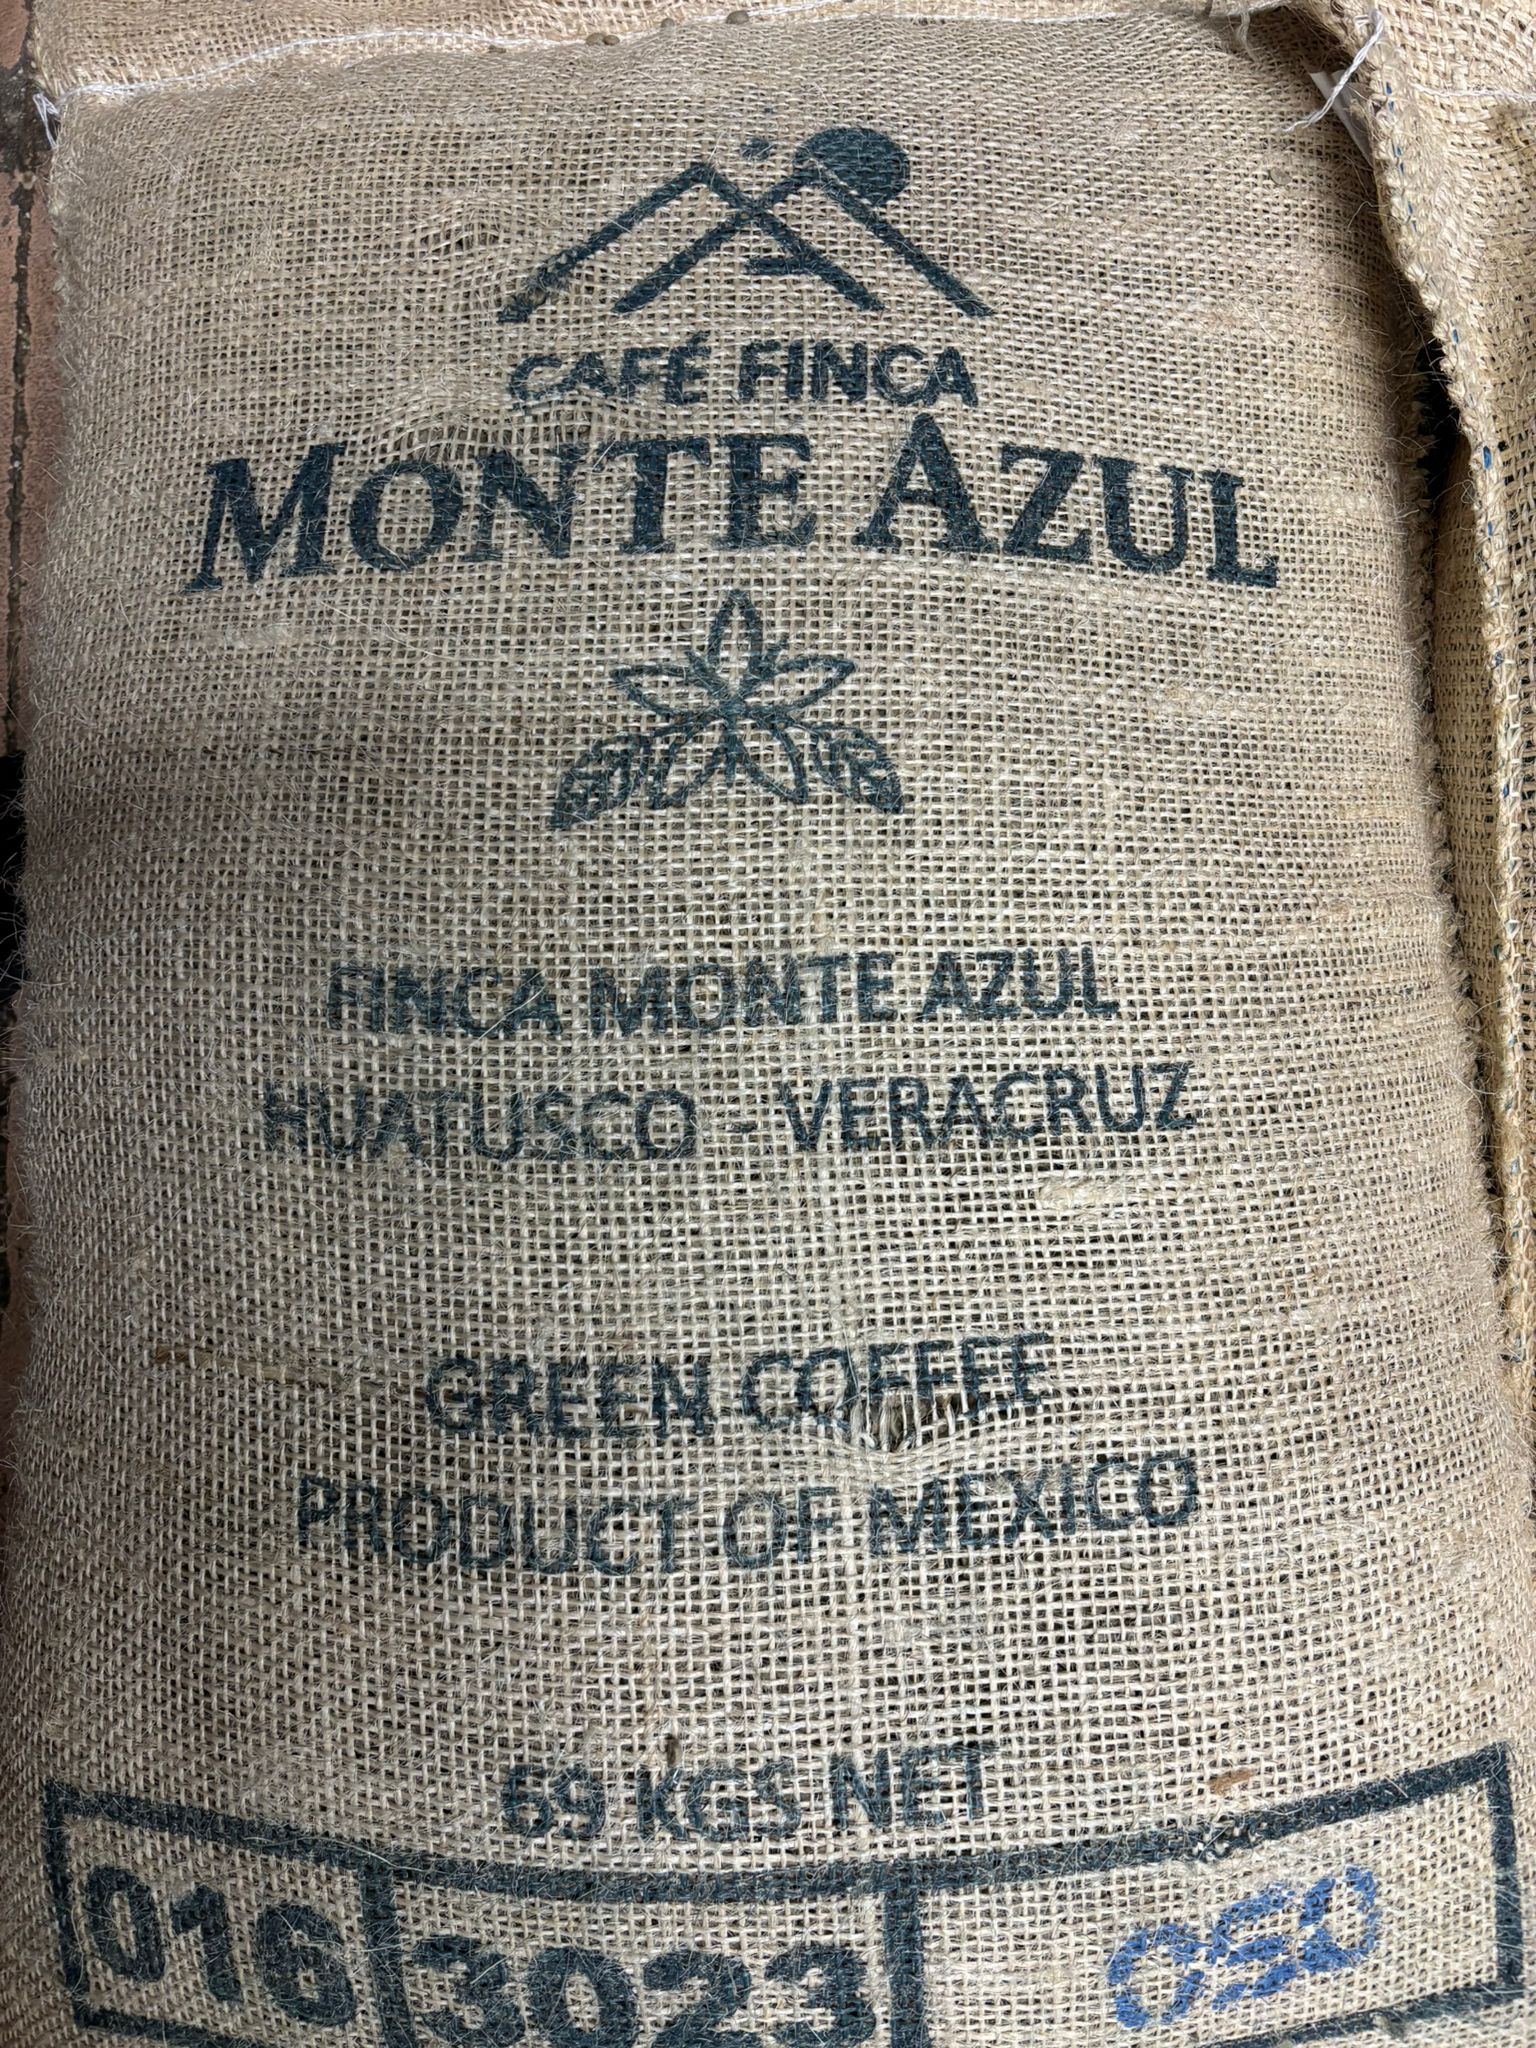 CAFÉ FINCA
MONTE AZUL
FINCA MONTE AZUL
HUATUSCO - VERACRUZ
GREEN COFFEE
PRODUCT OF MEXICO
69 KGS NET
016 3023